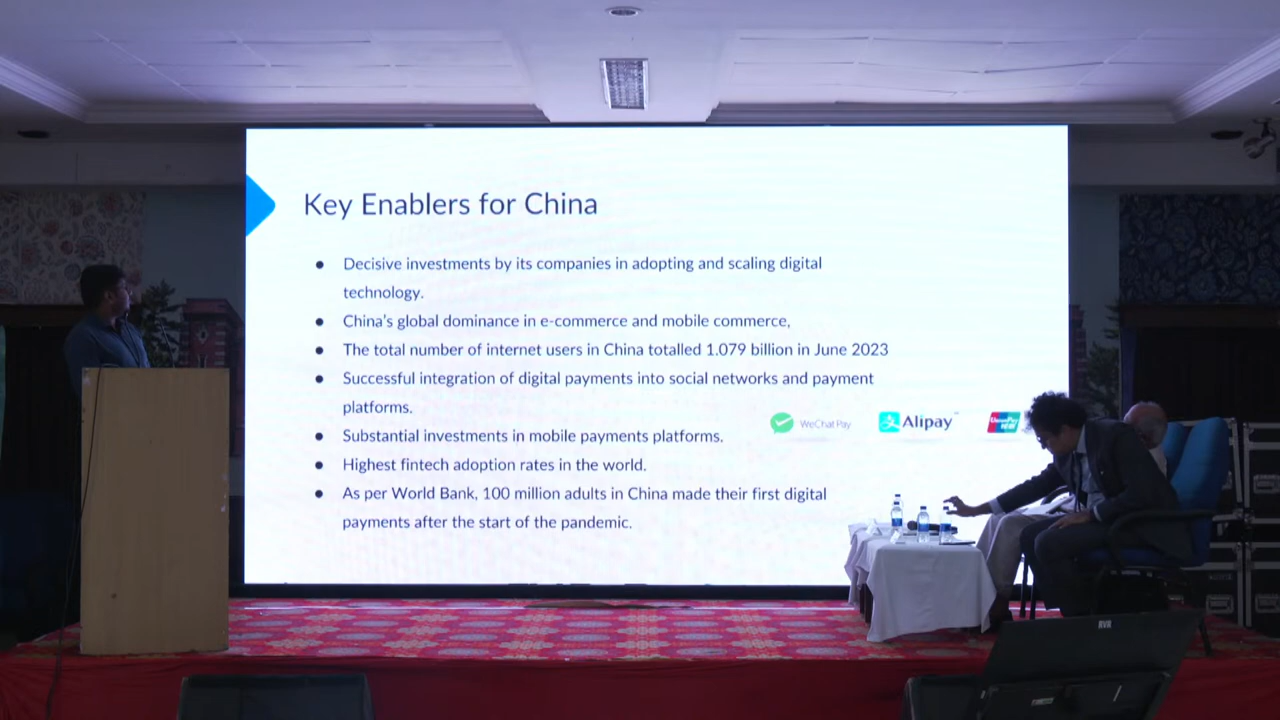 Key Enablers for China
● Decisive investments by its companies in adopting and scaling digital
technology.
● China's global dominance in e-commerce and mobile commerce,
● The total number of internet users in China totalled 1.079 billion in June 2023
● Successful integration of digital payments into social networks and payment
platforms.
WeChat Pay
Alipay
UnionPay
● Substantial investments in mobile payments platforms.
● Highest fintech adoption rates in the world.
● As per World Bank, 100 million adults in China made their first digital
payments after the start of the pandemic.
RVR